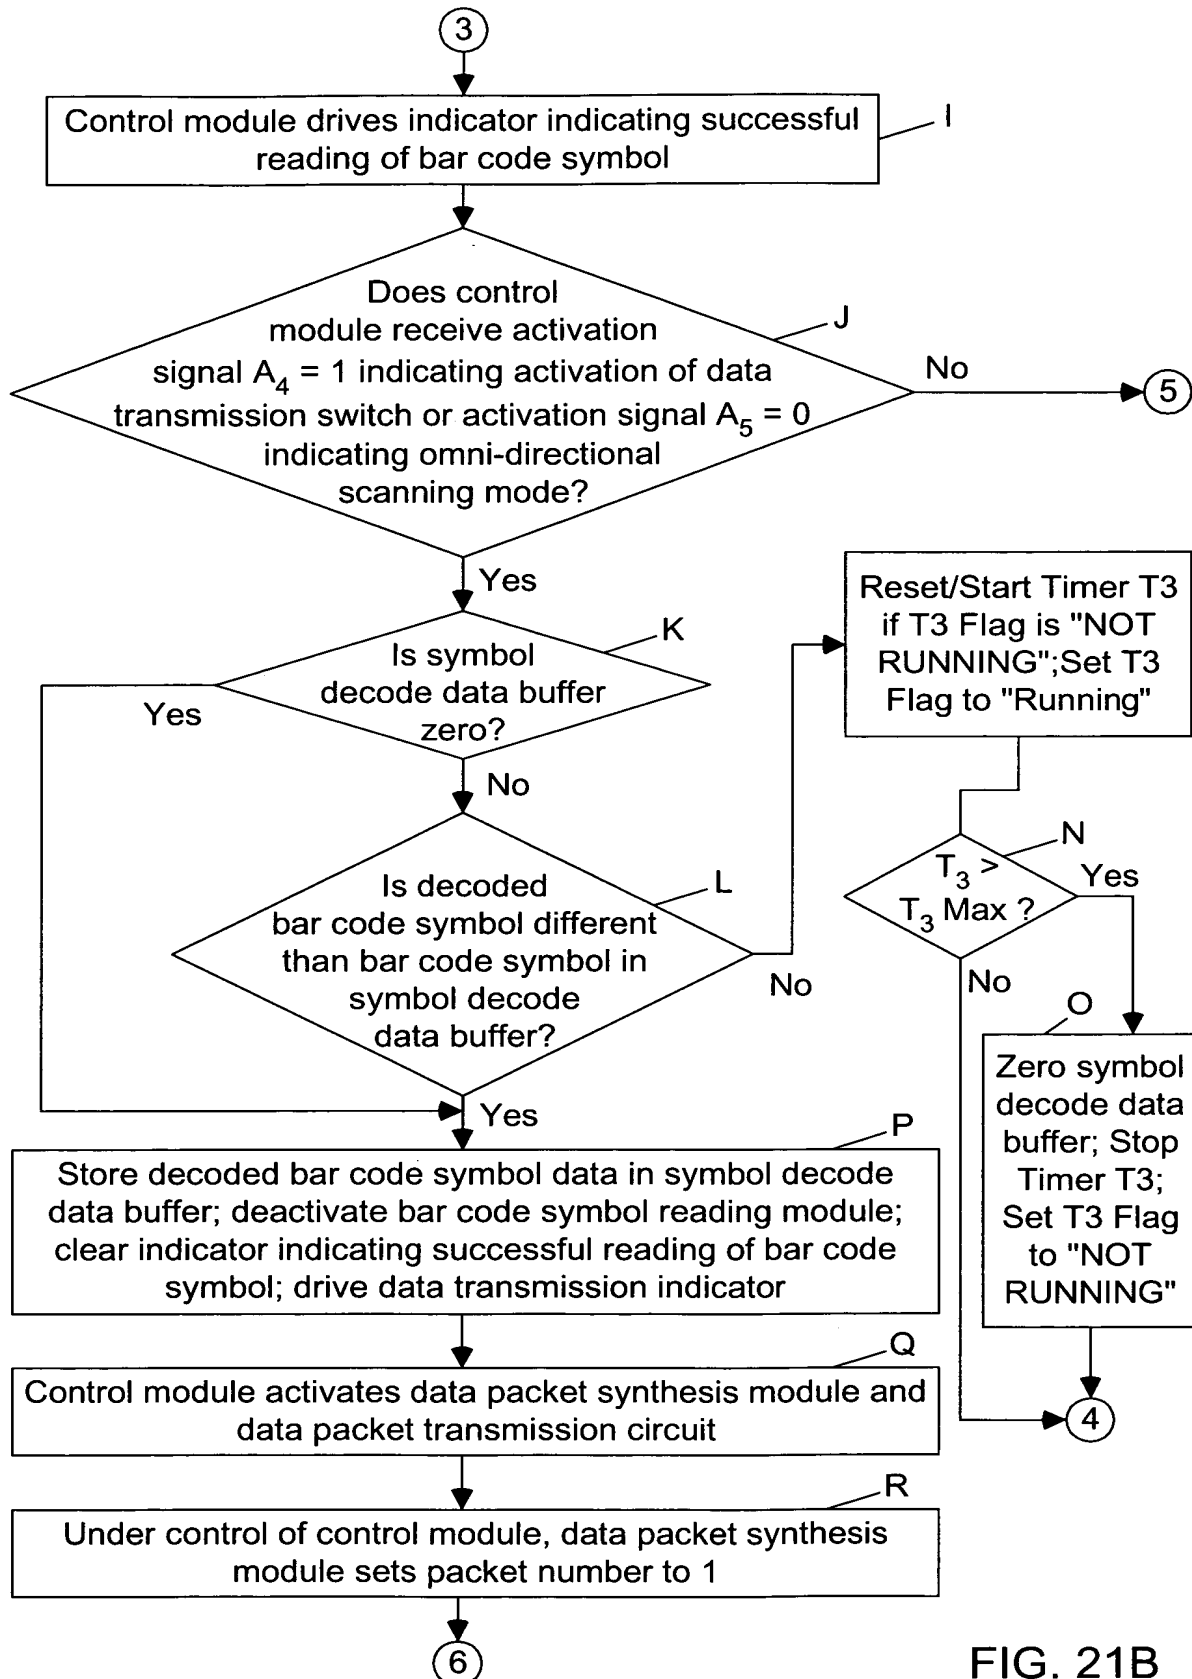 3
Control module drives indicator indicating successful
reading of bar code symbol
I
Does control
module receive activation
signal A4 = 1 indicating activation of data
transmission switch or activation signal A5 = 0
indicating omni-directional
scanning mode?
J
No
5
Yes
Is symbol
decode data buffer
zero?
K
Yes
No
Is decoded
bar code symbol different
than bar code symbol in
symbol decode
data buffer?
L
No
Yes
Reset/Start Timer T3
if T3 Flag is "NOT
RUNNING";Set T3
Flag to "Running"
T3 >
T3 Max ?
N
Yes
No
O
Zero symbol
decode data
buffer; Stop
Timer T3;
Set T3 Flag
to "NOT
RUNNING"
4
P
Store decoded bar code symbol data in symbol decode
data buffer; deactivate bar code symbol reading module;
clear indicator indicating successful reading of bar code
symbol; drive data transmission indicator
Q
Control module activates data packet synthesis module and
data packet transmission circuit
R
Under control of control module, data packet synthesis
module sets packet number to 1
6
FIG. 21B